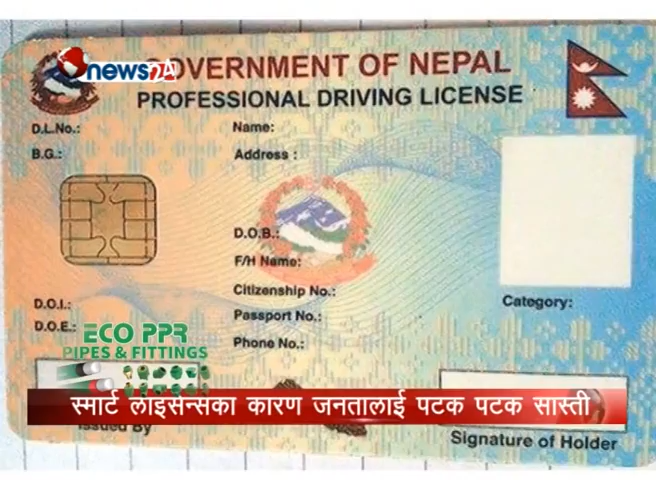 news24
GOVERNMENT OF NEPAL
PROFESSIONAL DRIVING LICENSE
D.L.No.:
Name:
B.G.:
Address :
D.O.B.:
F/H Name:
Citizenship No.:
D.O.I.:
Passport No.:
Category:
D.O.E.:
Phone No.:
ECO PPR
PIPES & FITTINGS
स्मार्ट लाइसेन्सका कारण जनतालाई पटक पटक सास्ती
Issued By
Signature of Holder